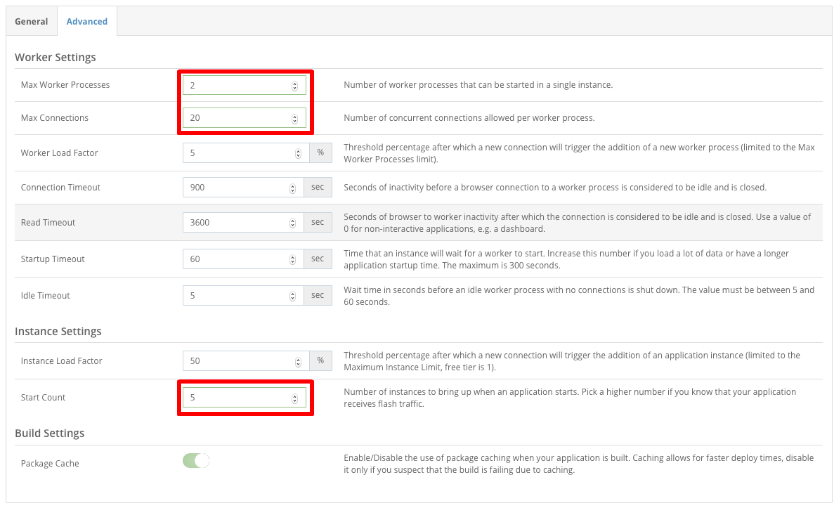 General Advanced
Worker Settings
Max Worker Processes 2 Number of worker processes that can be started in a single instance.
Max Connections 20 Number of concurrent connections allowed per worker process.
Worker Load Factor 5 % Threshold percentage after which a new connection will trigger the addition of a new worker process (limited to the Max
Worker Processes limit).
Connection Timeout 900 sec Seconds of inactivity before a browser connection to a worker process is considered to be idle and is closed.
Read Timeout 3600 sec Seconds of browser to worker inactivity after which the connection is considered to be idle and is closed. Use a value of
0 for non-interactive applications, e.g. a dashboard.
Startup Timeout 60 sec Time that an instance will wait for a worker to start. Increase this number if you load a lot of data or have a longer
application startup time. The maximum is 300 seconds.
Idle Timeout 5 sec Wait time in seconds before an idle worker process with no connections is shut down. The value must be between 5 and
60 seconds.
Instance Settings
Instance Load Factor 50 % Threshold percentage after which a new connection will trigger the addition of an application instance (limited to the
Maximum Instance Limit, free tier is 1).
Start Count 5 Number of instances to bring up when an application starts. Pick a higher number if you know that your application
receives flash traffic.
Build Settings
Package Cache Enable/Disable the use of package caching when your application is built. Caching allows for faster deploy times, disable
it only if you suspect that the build is failing due to caching.